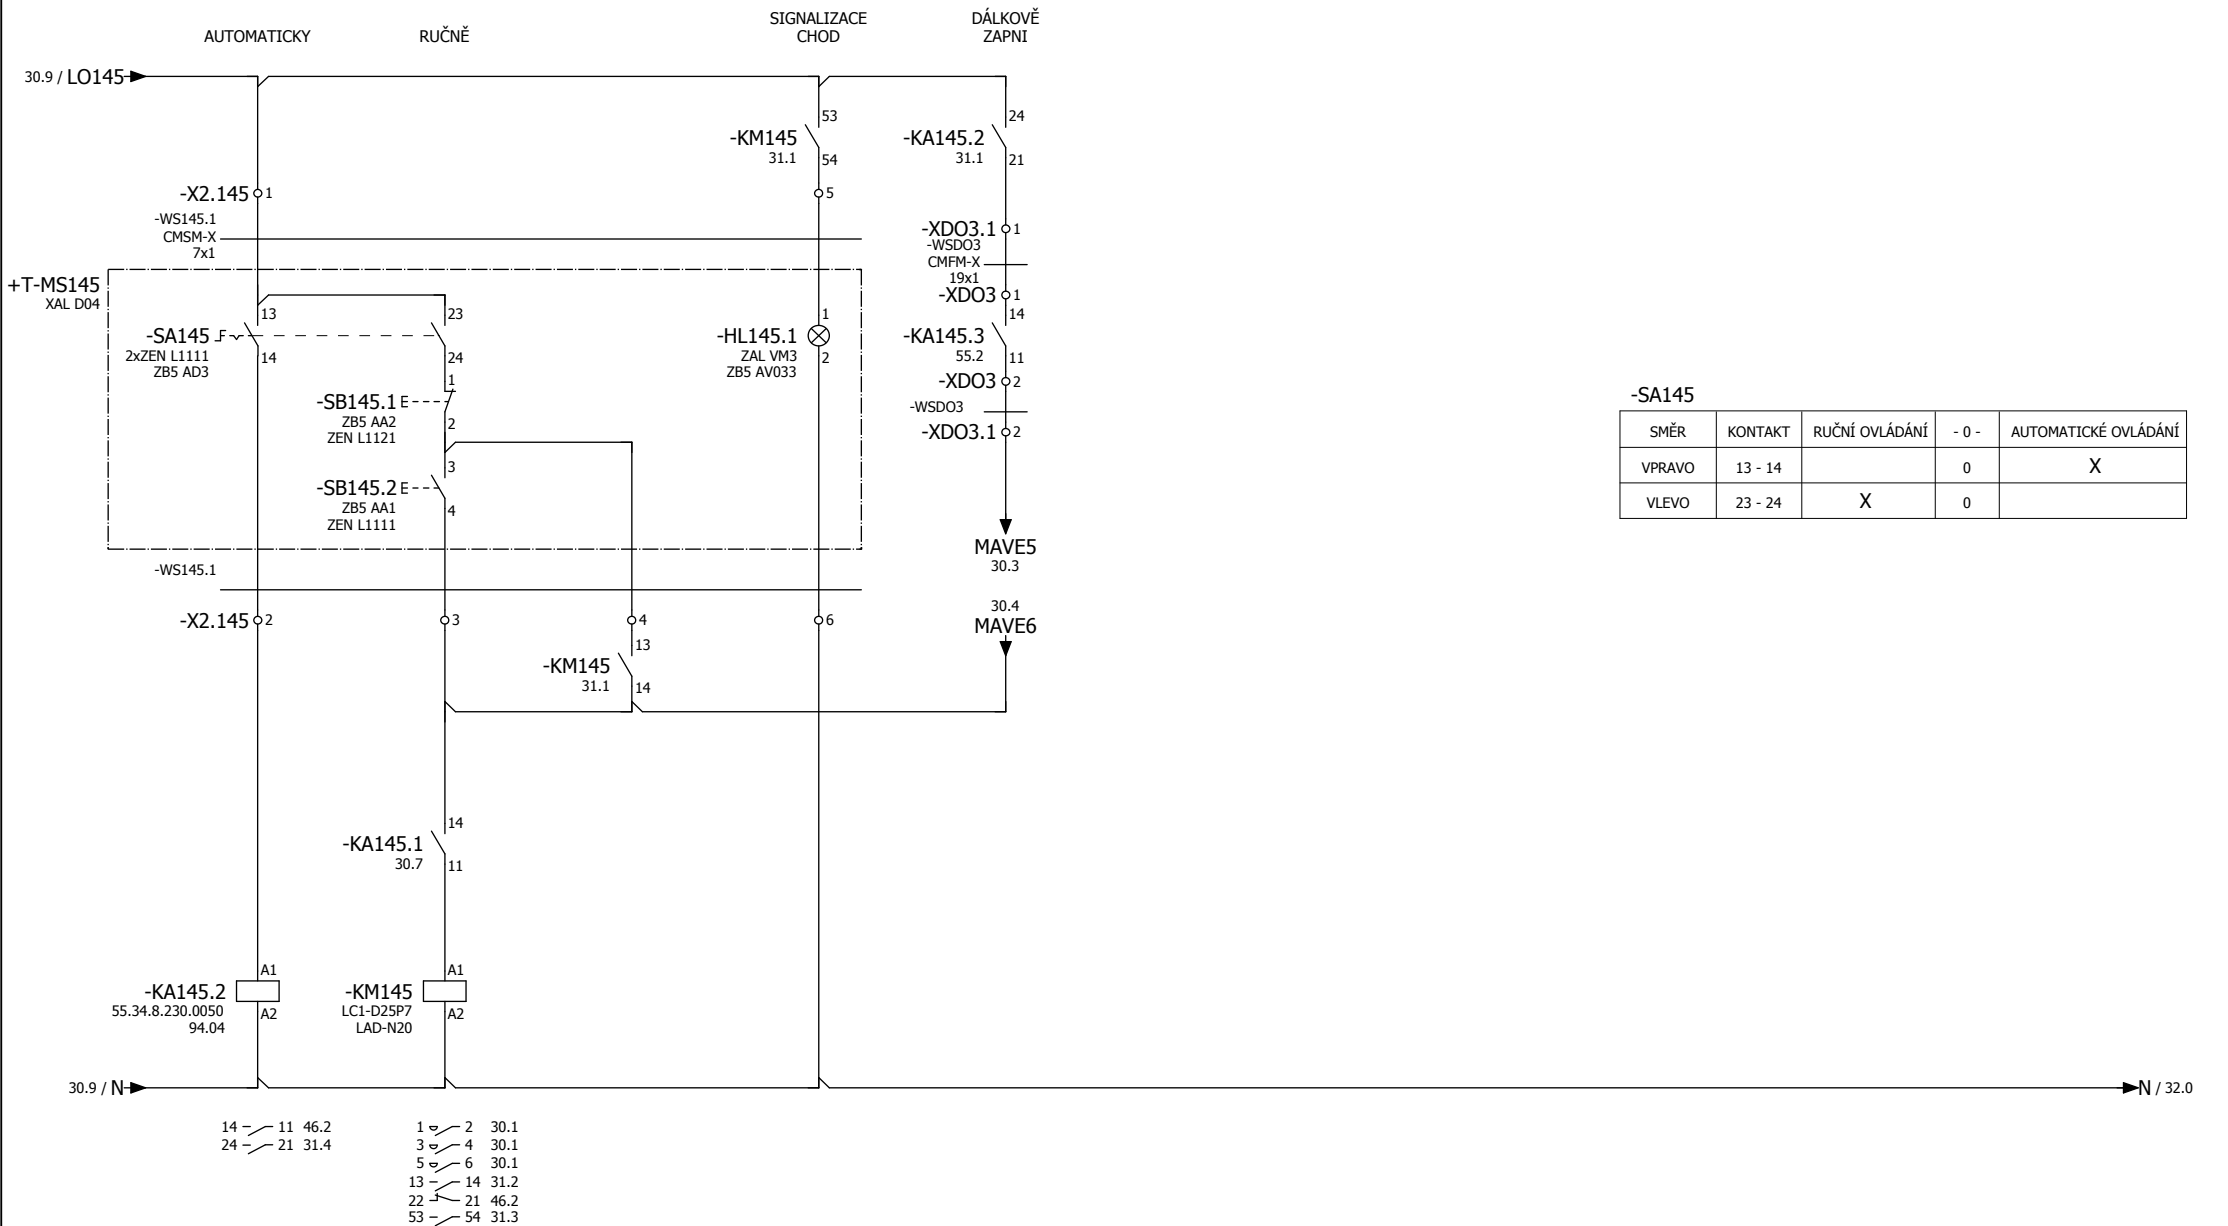 AUTOMATICKY
RUČNĚ
SIGNALIZACE
CHOD
DÁLKOVĚ
ZAPNI
30.9 / LO145
53
-KM145
31.1
54
24
-KA145.2
31.1
21
-X2.145
1
5
-WS145.1
CMSM-X
7x1
-XDO3.1
1
-WSDO3
CMFM-X
19x1
-XDO3
1
+T-MS145
XAL D04
13
-SA145
2xZEN L1111
ZB5 AD3
14
23
24
1
-HL145.1
ZAL VM3
ZB5 AV033
2
14
-KA145.3
55.2
11
1
-SB145.1
ZB5 AA2
ZEN L1121
2
-XDO3
2
-WSDO3
-XDO3.1
2
3
-SB145.2
ZB5 AA1
ZEN L1111
4
-SA145
SMĚR KONTAKT RUČNÍ OVLÁDÁNÍ - 0 - AUTOMATICKÉ OVLÁDÁNÍ
VPRAVO 13 - 14 0 X
VLEVO 23 - 24 X 0
MAVE5
30.3
-WS145.1
30.4
MAVE6
-X2.145
2
3
4
6
13
-KM145
31.1
14
14
-KA145.1
30.7
11
A1
-KA145.2
55.34.8.230.0050
94.04
A2
A1
-KM145
LC1-D25P7
LAD-N20
A2
30.9 / N
N / 32.0
14 11 46.2
24 21 31.4
1 2 30.1
3 4 30.1
5 6 30.1
13 14 31.2
22 21 46.2
53 54 31.3